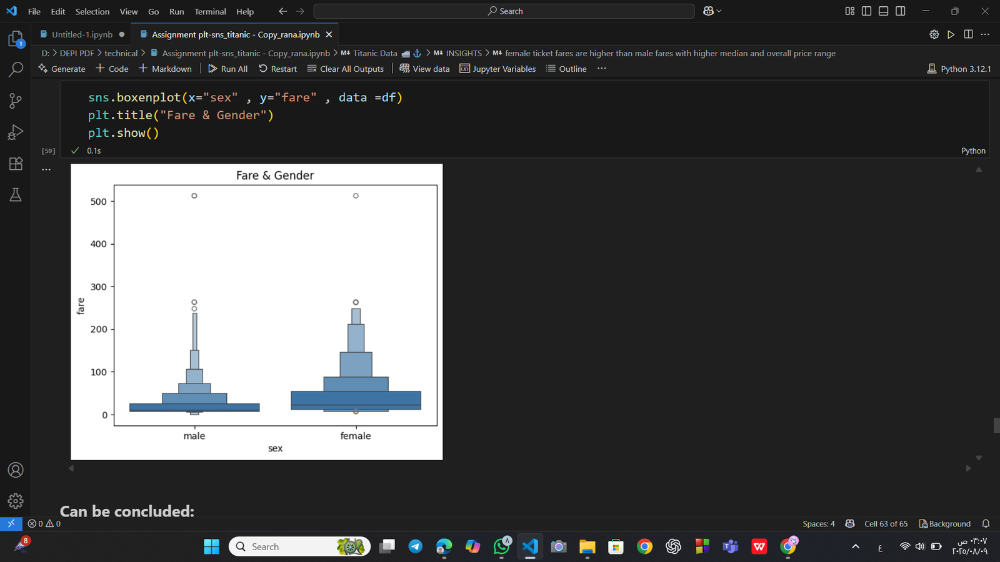 File Edit Selection View Go Run Terminal Help Search
Untitled-1.ipynb Assignment plt-sns_titanic - Copy_rana.ipynb
D: > DEPI PDF > technical > Assignment plt-sns_titanic - Copy_rana.ipynb > M↓ Titanic Data 🚢 ⚓ > M↓ INSIGHTS > M↓ female ticket fares are higher than male fares with higher median and overall price range
Generate + Code + Markdown | Run All Restart Clear All Outputs | View data Jupyter Variables Outline ... Python 3.12.1
1
sns.boxenplot(x="sex" , y="fare" , data =df)
plt.title("Fare & Gender")
plt.show()
[59] ✓ 0.1s Python
...
Fare & Gender
500
400
300
200
100
0
fare
male female
sex
Can be concluded:
0 0 Spaces: 4 Cell 63 of 65 Background
8 Search ٨ T W ع ٠٣:٠٧ ص
٢٠٢٥/٠٨/٠٩